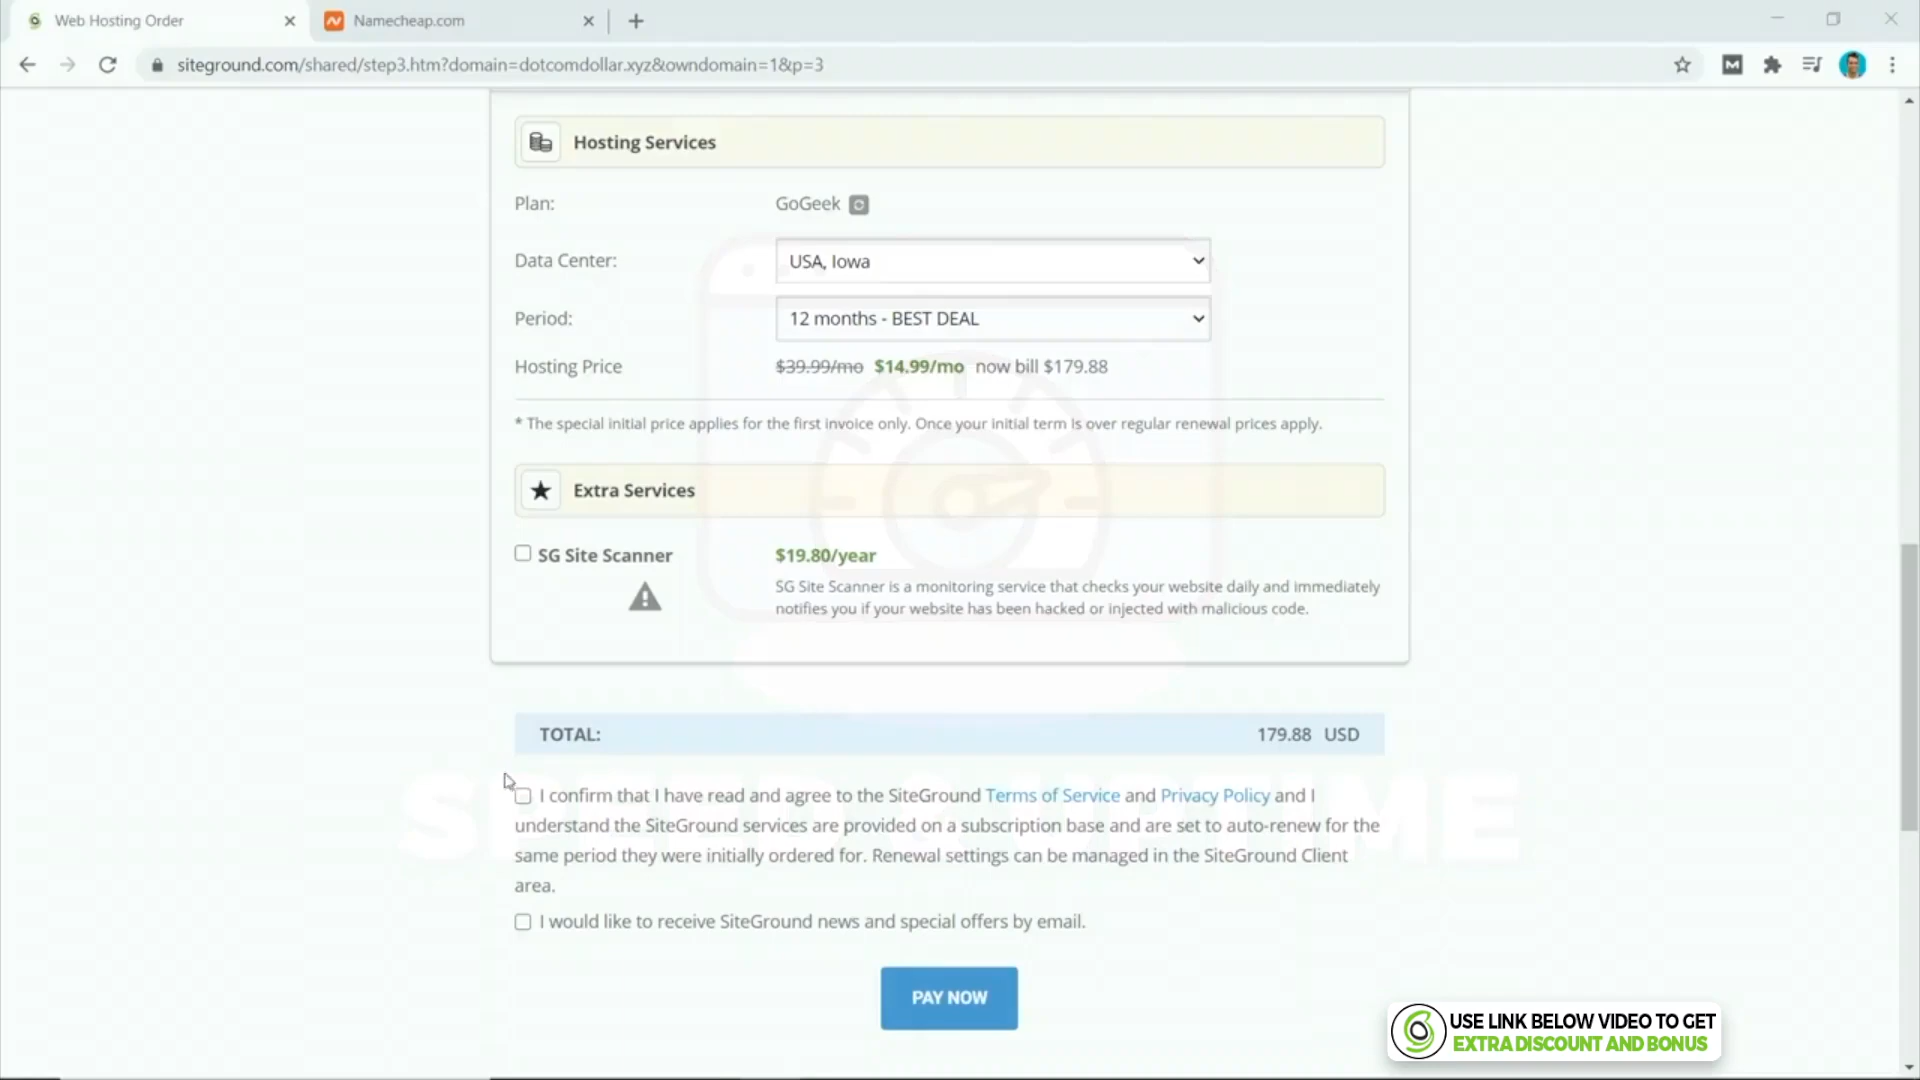 Web Hosting Order
Namecheap.com
siteground.com/shared/step3.htm?domain=dotcomdollar.xyz&owndomain=1&p=3
Hosting Services
Plan: GoGeek
Data Center: USA, Iowa
Period: 12 months - BEST DEAL
Hosting Price $39.99/mo $14.99/mo now bill $179.88
* The special initial price applies for the first invoice only. Once your initial term is over regular renewal prices apply.
Extra Services
SG Site Scanner $19.80/year
SG Site Scanner is a monitoring service that checks your website daily and immediately
notifies you if your website has been hacked or injected with malicious code.
TOTAL: 179.88 USD
SPEED & UPTIME
I confirm that I have read and agree to the SiteGround Terms of Service and Privacy Policy and I
understand the SiteGround services are provided on a subscription base and are set to auto-renew for the
same period they were initially ordered for. Renewal settings can be managed in the SiteGround Client
area.
I would like to receive SiteGround news and special offers by email.
PAY NOW
USE LINK BELOW VIDEO TO GET
EXTRA DISCOUNT AND BONUS